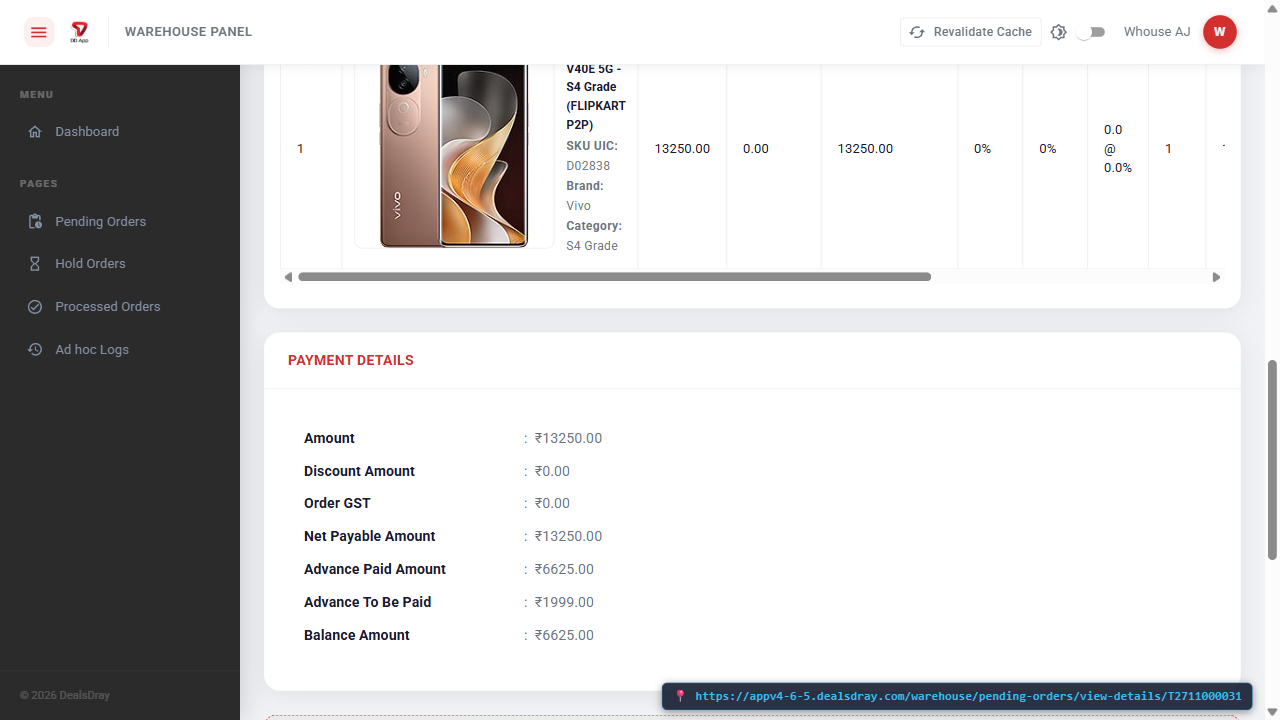 DD App
WAREHOUSE PANEL
Revalidate Cache
Whouse AJ
W
MENU
Dashboard
PAGES
Pending Orders
Hold Orders
Processed Orders
Ad hoc Logs
© 2026 DealsDray
1
vivo
V40E 5G -
S4 Grade
(FLIPKART
P2P)
SKU UIC:
D02838
Brand:
Vivo
Category:
S4 Grade
13250.00
0.00
13250.00
0%
0%
0.0
@
0.0%
1
PAYMENT DETAILS
Amount : ₹13250.00
Discount Amount : ₹0.00
Order GST : ₹0.00
Net Payable Amount : ₹13250.00
Advance Paid Amount : ₹6625.00
Advance To Be Paid : ₹1999.00
Balance Amount : ₹6625.00
https://appv4-6-5.dealsdray.com/warehouse/pending-orders/view-details/T2711000031